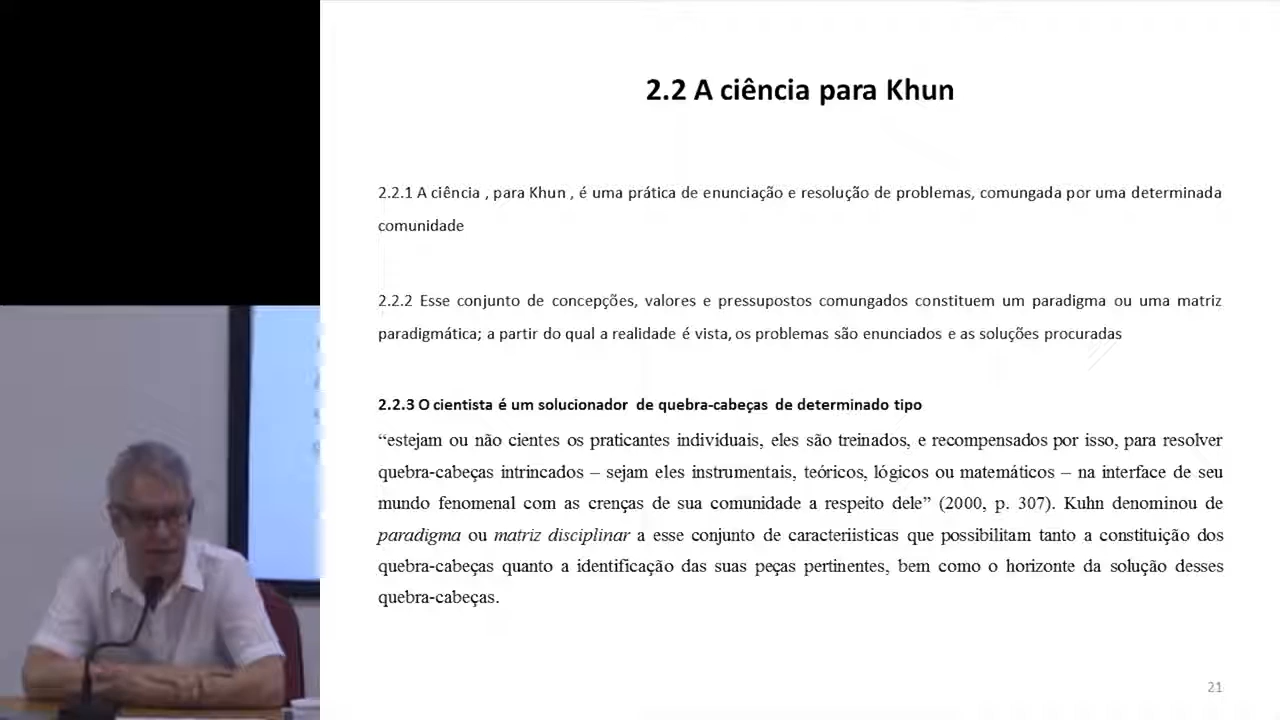 2.2 A ciência para Khun
2.2.1 A ciência , para Khun , é uma prática de enunciação e resolução de problemas, comungada por uma determinada
comunidade
2.2.2 Esse conjunto de concepções, valores e pressupostos comungados constituem um paradigma ou uma matriz
paradigmática; a partir do qual a realidade é vista, os problemas são enunciados e as soluções procuradas
2.2.3 O cientista é um solucionador de quebra-cabeças de determinado tipo
“estejam ou não cientes os praticantes individuais, eles são treinados, e recompensados por isso, para resolver
quebra-cabeças intrincados – sejam eles instrumentais, teóricos, lógicos ou matemáticos – na interface de seu
mundo fenomenal com as crenças de sua comunidade a respeito dele” (2000, p. 307). Kuhn denominou de
paradigma ou matriz disciplinar a esse conjunto de caracteriisticas que possibilitam tanto a constituição dos
quebra-cabeças quanto a identificação das suas peças pertinentes, bem como o horizonte da solução desses
quebra-cabeças.
21